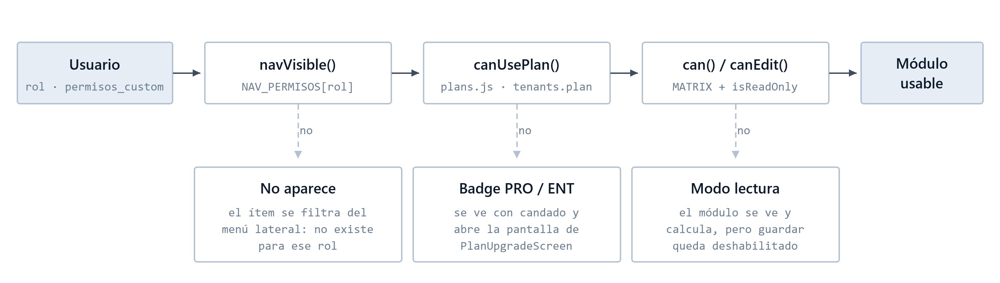 Usuario
rol · permisos_custom
navVisible()
NAV_PERMISOS[rol]
canUsePlan()
plans.js · tenants.plan
can() / canEdit()
MATRIX + isReadOnly
Módulo
usable
no
no
no
No aparece
el ítem se filtra del
menú lateral: no existe
para ese rol
Badge PRO / ENT
se ve con candado y
abre la pantalla de
PlanUpgradeScreen
Modo lectura
el módulo se ve y
calcula, pero guardar
queda deshabilitado